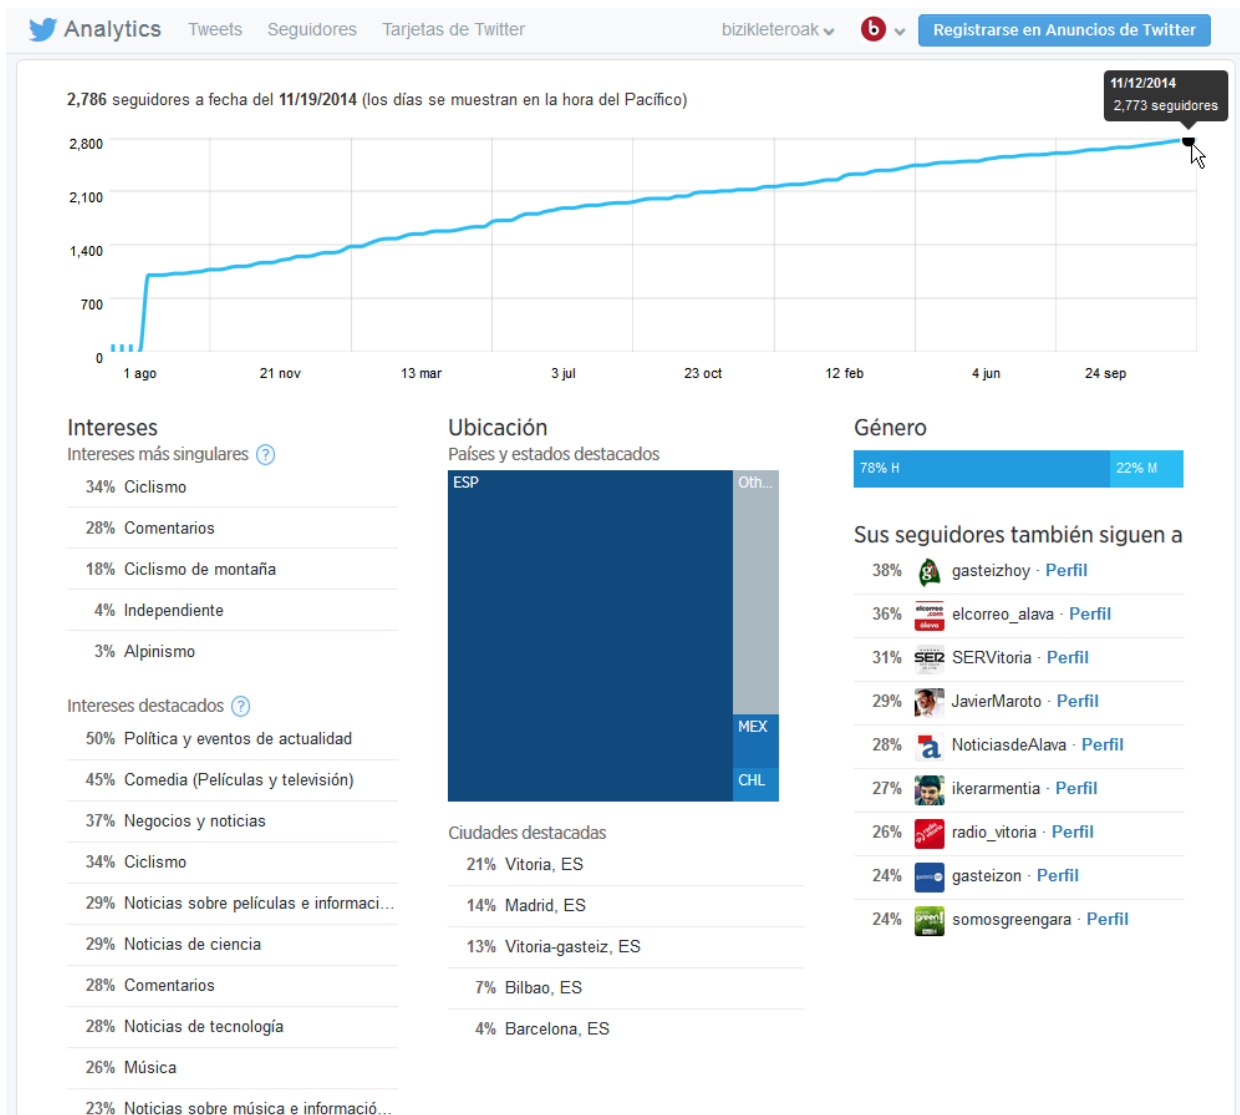 Analytics Tweets Seguidores Tarjetas de Twitter bizikleteroak b Registrarse en Anuncios de Twitter
2,786 seguidores a fecha del 11/19/2014 (los días se muestran en la hora del Pacífico)
11/12/2014
2,773 seguidores
2,800
2,100
1,400
700
0
1 ago 21 nov 13 mar 3 jul 23 oct 12 feb 4 jun 24 sep
Intereses
Intereses más singulares ?
34% Ciclismo
28% Comentarios
18% Ciclismo de montaña
4% Independiente
3% Alpinismo
Intereses destacados ?
50% Política y eventos de actualidad
45% Comedia (Películas y televisión)
37% Negocios y noticias
34% Ciclismo
29% Noticias sobre películas e informaci...
29% Noticias de ciencia
28% Comentarios
28% Noticias de tecnología
26% Música
23% Noticias sobre música e informació...
Ubicación
Países y estados destacados
ESP
Oth...
MEX
CHL
Ciudades destacadas
21% Vitoria, ES
14% Madrid, ES
13% Vitoria-gasteiz, ES
7% Bilbao, ES
4% Barcelona, ES
Género
78% H 22% M
Sus seguidores también siguen a
38% g gasteizhoy · Perfil
36% elcorreo .com álava elcorreo_alava · Perfil
31% SER SERVitoria · Perfil
29% JavierMaroto · Perfil
28% a NoticiasdeAlava · Perfil
27% ikerarmentia · Perfil
26% radio_vitoria · Perfil
24% gasteizon · Perfil
24% green! somosgreengara · Perfil